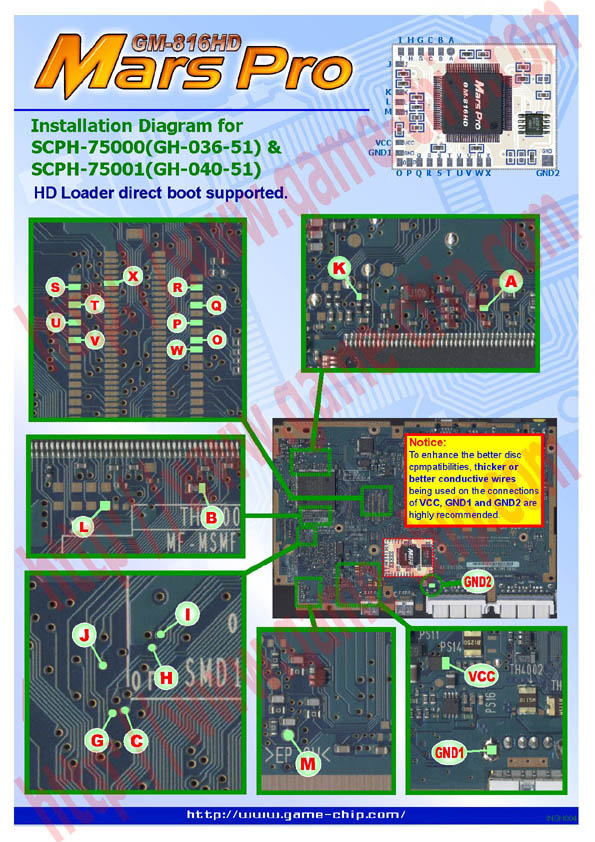 GM-816HD
Mars Pro
Installation Diagram for
SCPH-75000(GH-036-51) &
SCPH-75001(GH-040-51)
HD Loader direct boot supported.
I H G C B A
J
K
L
M
VCC
GND1
O P Q R S T U V W X
GND2
Mars Pro
GM-816HD
S
T
U
V
X
R
Q
P
O
W
K
A
L
B
MF-MSMF
Notice:
To enhance the better disc
cpmpatibilities, thicker or
better conductive wires
being used on the connections
of VCC, GND1 and GND2 are
highly recommended.
GND2
J
I
H
G
C
SMD1
M
PS11
PS14
VCC
TH4002
PS16
GND1
http://www.game-chip.com/
http://www.game-chip.com